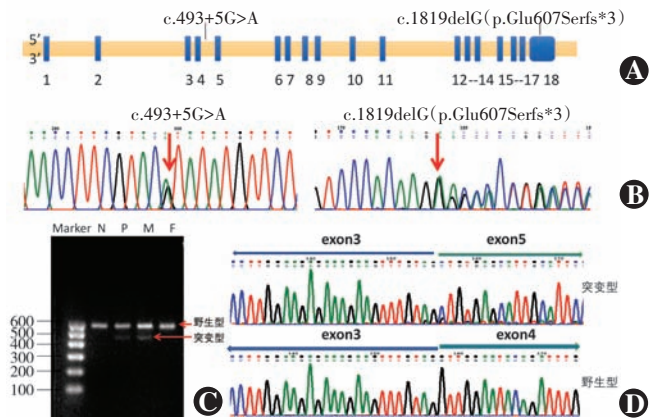 c.493+5G>A
c.1819delG(p.Glu607Serfs*3)
5′
3′
1 2 3 4 5 6 7 8 9 10 11 12--14 15--17 18
A
c.493+5G>A
c.1819delG(p.Glu607Serfs*3)
B
Marker N P M F
600
500
400
300
200
100
野生型
突变型
C
exon3 exon5
突变型
exon3 exon4
野生型
D